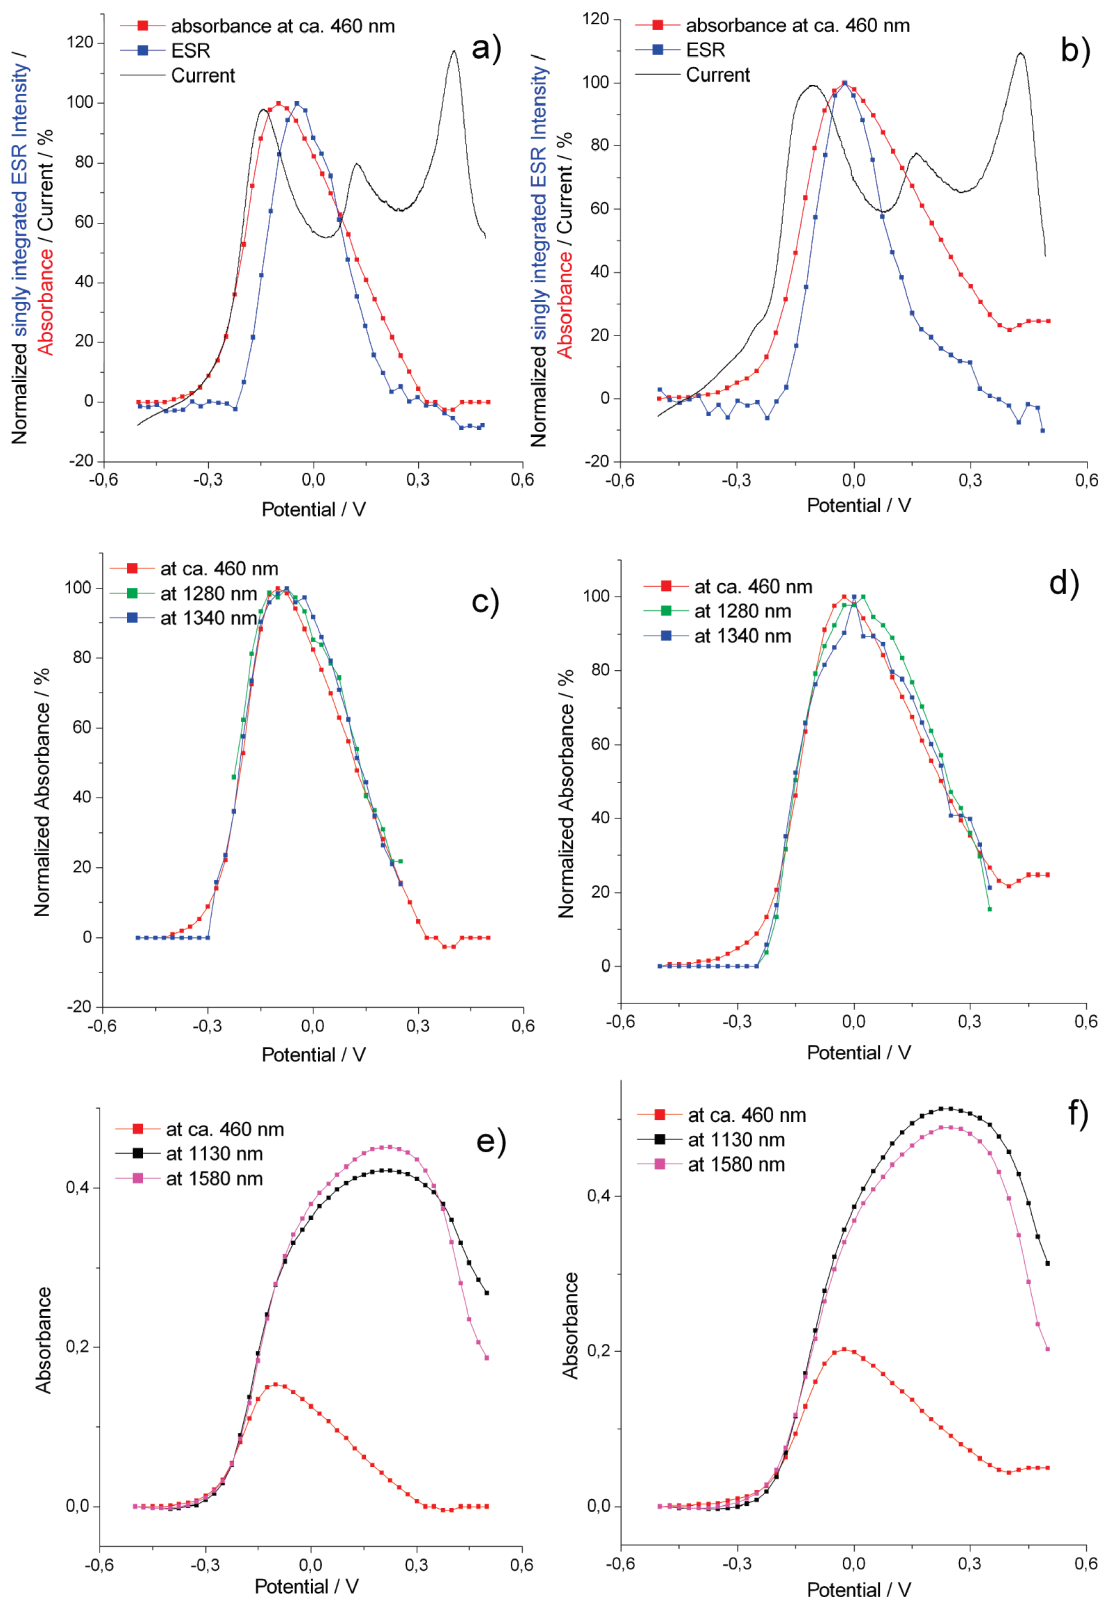 absorbance at ca. 460 nm
ESR
Current
a)
120
100
80
60
40
20
0
-20
-0,6
-0,3
0,0
0,3
0,6
Potential / V
Normalized singly integrated ESR Intensity /
Absorbance / Current / %
absorbance at ca. 460 nm
ESR
Current
b)
120
100
80
60
40
20
0
-20
-0,6
-0,3
0,0
0,3
0,6
Potential / V
Normalized singly integrated ESR Intensity /
Absorbance / Current / %
at ca. 460 nm
at 1280 nm
at 1340 nm
c)
100
80
60
40
20
0
-20
-0,6
-0,3
0,0
0,3
0,6
Potential / V
Normalized Absorbance / %
at ca. 460 nm
at 1280 nm
at 1340 nm
d)
100
80
60
40
20
0
-0,6
-0,3
0,0
0,3
0,6
Potential / V
Normalized Absorbance / %
at ca. 460 nm
at 1130 nm
at 1580 nm
e)
0,4
0,2
0,0
-0,6
-0,3
0,0
0,3
0,6
Potential / V
Absorbance
at ca. 460 nm
at 1130 nm
at 1580 nm
f)
0,4
0,2
0,0
-0,6
-0,3
0,0
0,3
0,6
Potential / V
Absorbance